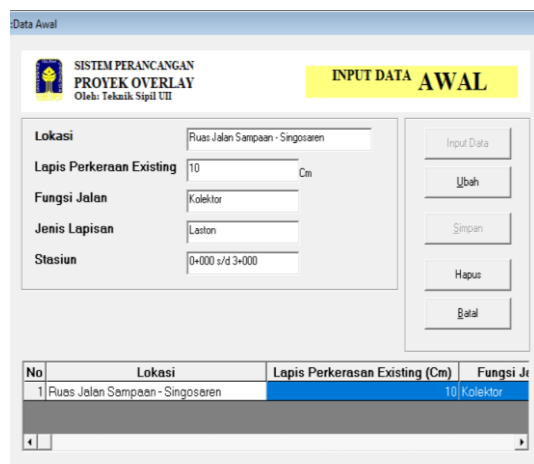 :Data Awal
SISTEM PERANCANGAN
PROYEK OVERLAY
Oleh: Teknik Sipil UII
INPUT DATA AWAL
Lokasi
Ruas Jalan Sampaan - Singosaren
Lapis Perkeraan Existing
10
Cm
Fungsi Jalan
Kolektor
Jenis Lapisan
Laston
Stasiun
0+000 s/d 3+000
Input Data
Ubah
Simpan
Hapus
Batal
No Lokasi Lapis Perkerasan Existing (Cm) Fungsi Ja
1 Ruas Jalan Sampaan - Singosaren 10 Kolektor